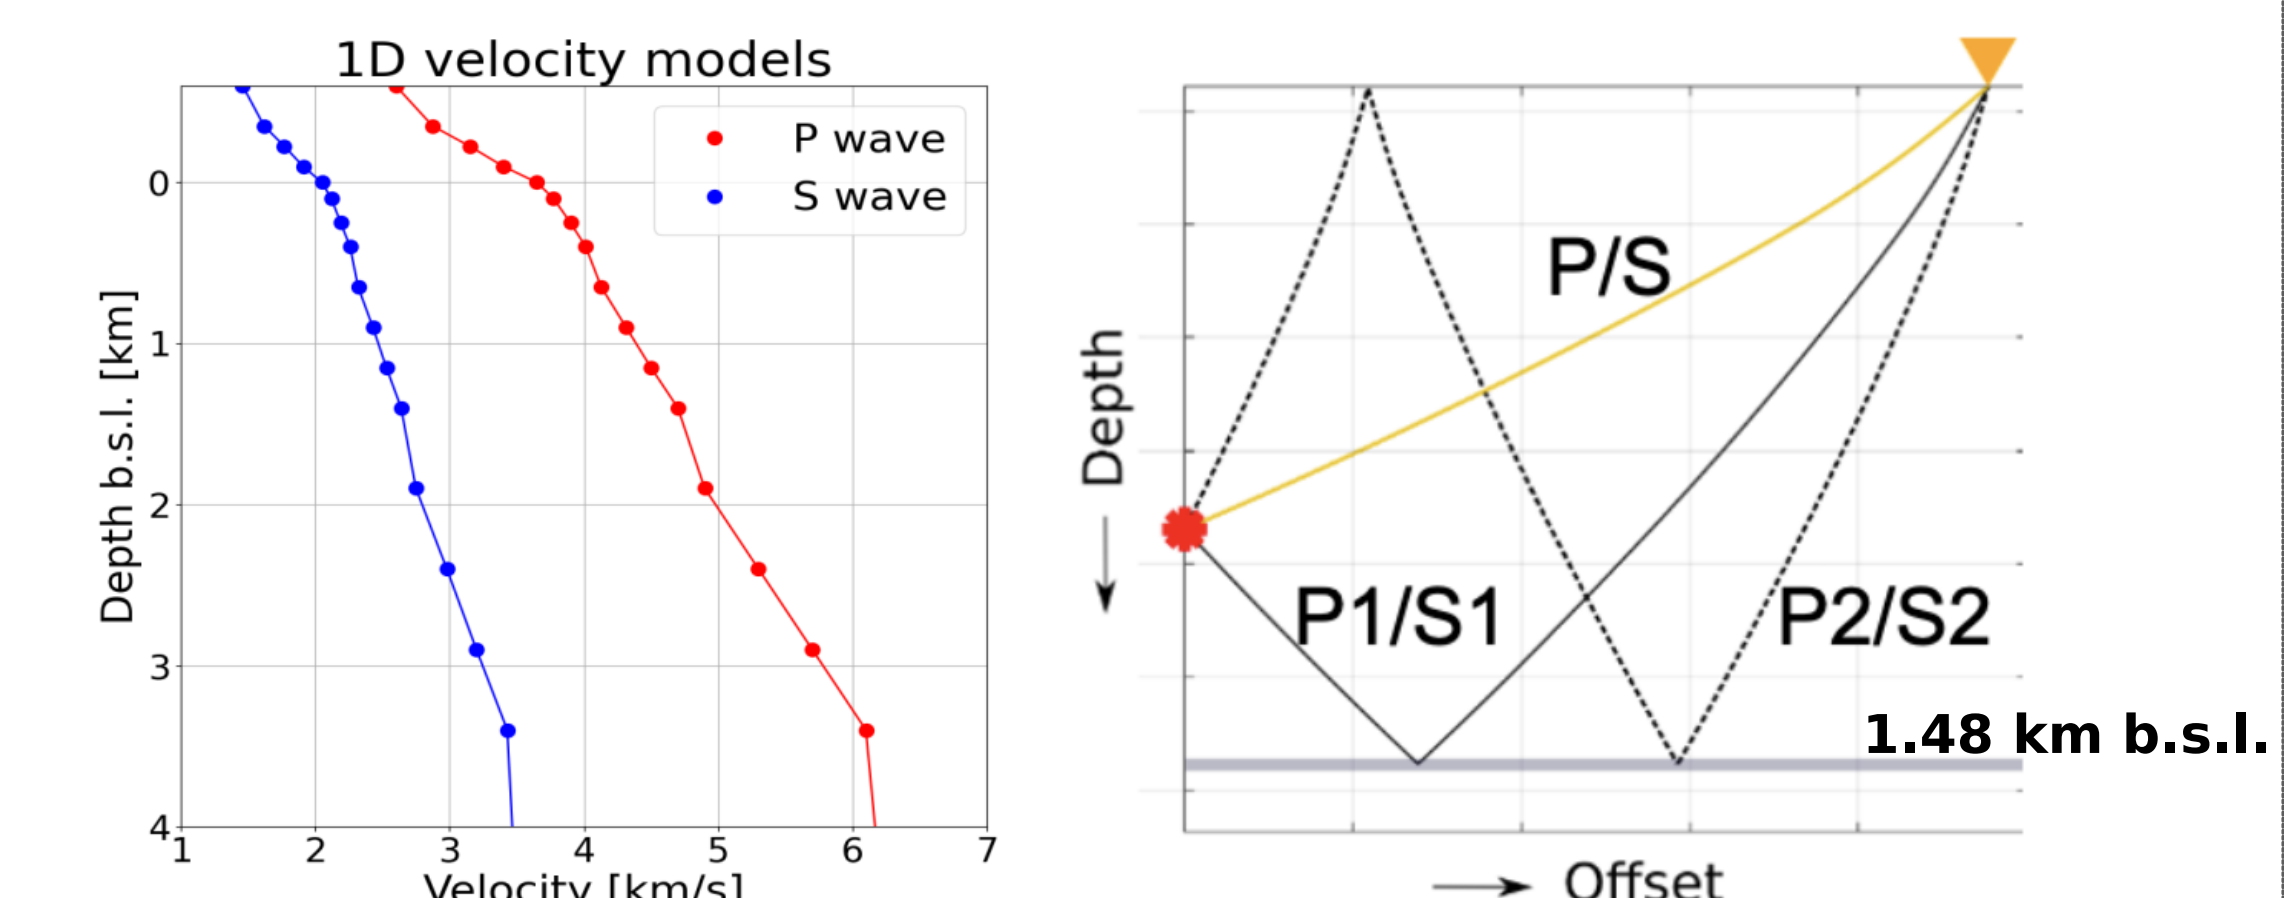 1D velocity models
P wave
S wave
Depth b.s.l. [km]
0
1
2
3
4
1 2 3 4 5 6 7
Velocity [km/s]
P/S
P1/S1
P2/S2
1.48 km b.s.l.
Depth
Offset